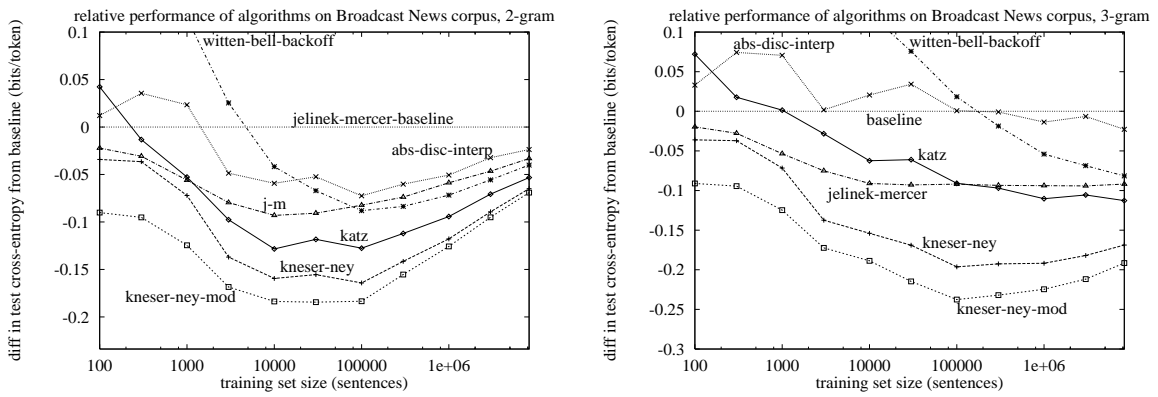 relative performance of algorithms on Broadcast News corpus, 2-gram
diff in test cross-entropy from baseline (bits/token)
0.1
0.05
0
-0.05
-0.1
-0.15
-0.2
witten-bell-backoff
jelinek-mercer-baseline
abs-disc-interp
j-m
katz
kneser-ney
kneser-ney-mod
100 1000 10000 100000 1e+06
training set size (sentences)
relative performance of algorithms on Broadcast News corpus, 3-gram
diff in test cross-entropy from baseline (bits/token)
0.1
0.05
0
-0.05
-0.1
-0.15
-0.2
-0.25
-0.3
abs-disc-interp
witten-bell-backoff
baseline
katz
jelinek-mercer
kneser-ney
kneser-ney-mod
100 1000 10000 100000 1e+06
training set size (sentences)